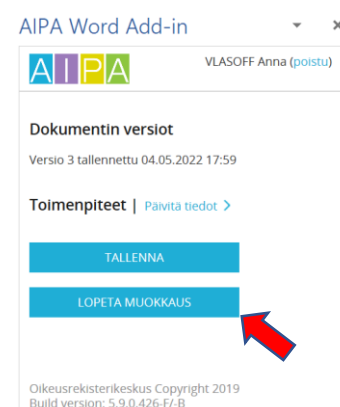 AIPA Word Add-in
AIPA
VLASOFF Anna (poistu)
Dokumentin versiot
Versio 3 tallennettu 04.05.2022 17:59
Toimenpiteet | Päivitä tiedot >
TALLENNA
LOPETA MUOKKAUS
Oikeusrekisterikeskus Copyright 2019
Build version: 5.9.0.426-F/-B